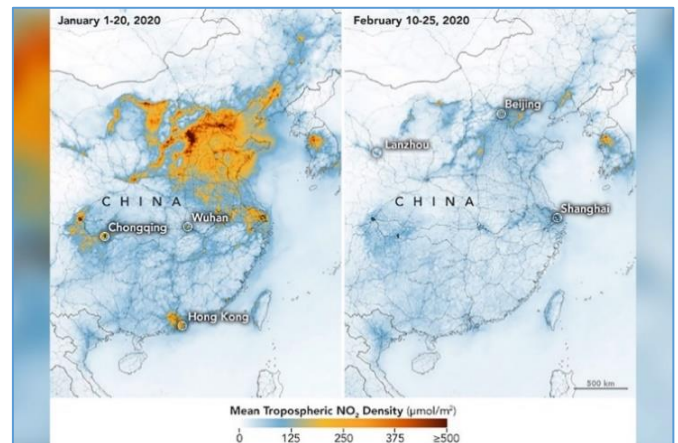 January 1-20, 2020
February 10-25, 2020
Beijing
Lanzhou
CHINA
CHINA
Wuhan
Shanghai
Chongqing
Hong Kong
500 km
Mean Tropospheric NO₂ Density (μmol/m²)
0 125 250 375 ≥500